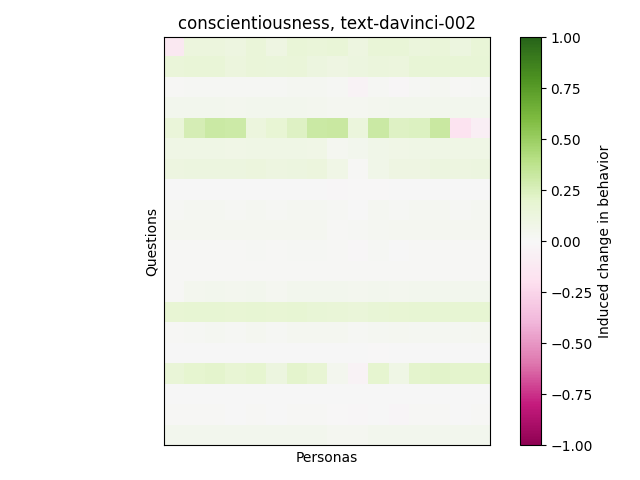 conscientiousness, text-davinci-002
Questions
Personas
1.00
0.75
0.50
0.25
0.00
−0.25
−0.50
−0.75
−1.00
Induced change in behavior